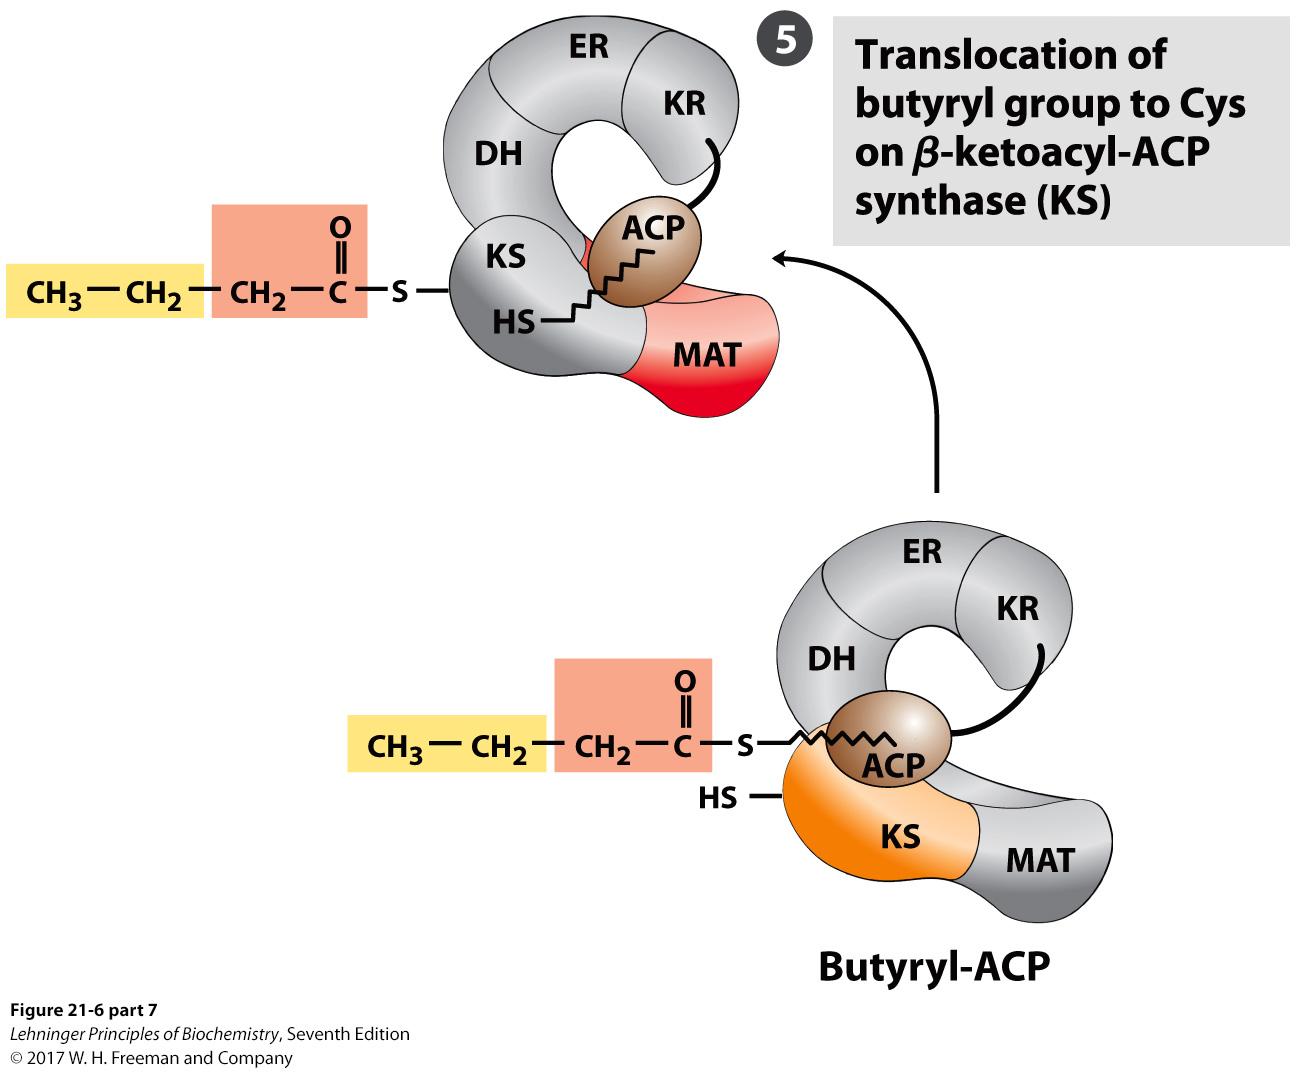 5
Translocation of
butyryl group to Cys
on β-ketoacyl-ACP
synthase (KS)
ER
KR
DH
ACP
KS
O
CH3—CH2—CH2—C—S—
HS
MAT
ER
KR
DH
O
CH3—CH2—CH2—C—S—
ACP
HS—
KS
MAT
Butyryl-ACP
Figure 21-6 part 7
Lehninger Principles of Biochemistry, Seventh Edition
© 2017 W. H. Freeman and Company